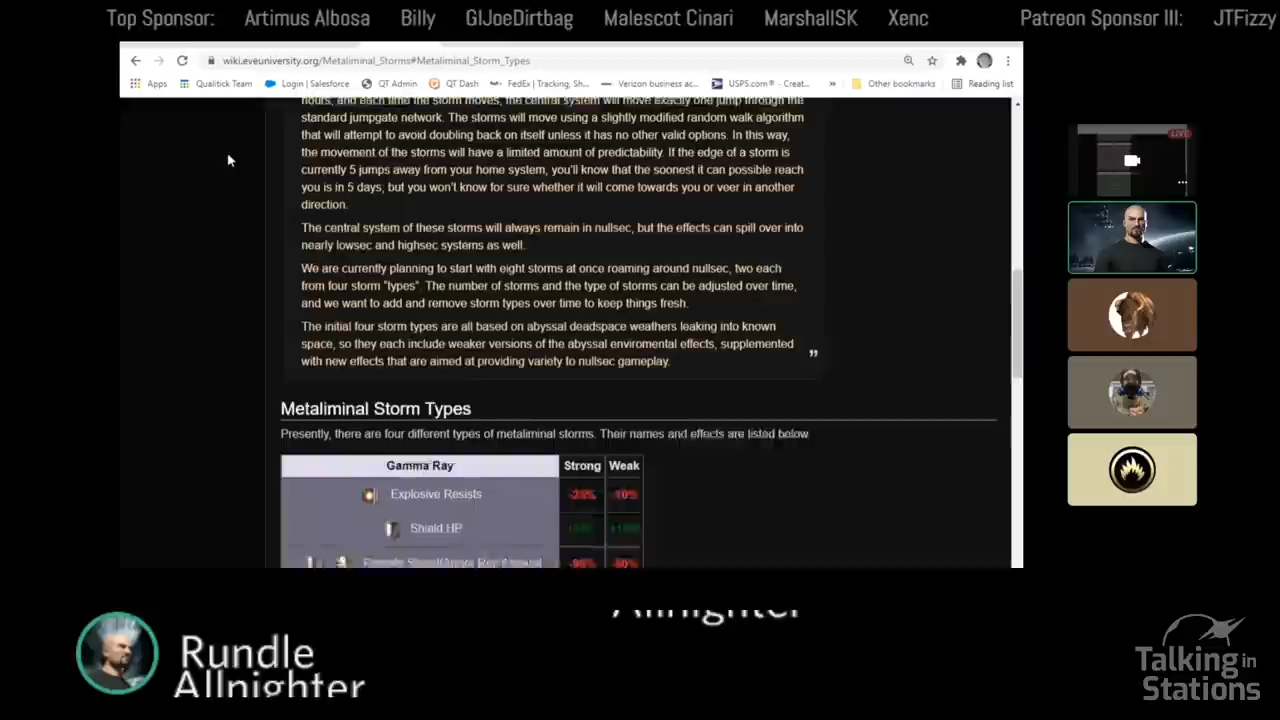 Top Sponsor: Artimus Albosa Billy GIJoeDirtbag Malescot Cinari MarshallSK Xenc Patreon Sponsor III: JTFizzy
wiki.eveuniversity.org/Metaliminal_Storms#Metaliminal_Storm_Types
Apps Qualitick Team Login | Salesforce QT Admin QT Dash FedEx | Tracking, Sh... Verizon business ac... USPS.com® - Creat... » Other bookmarks Reading list
hours, and each time the storm moves, the central system will move exactly one jump through the
standard jumpgate network. The storms will move using a slightly modified random walk algorithm
that will attempt to avoid doubling back on itself unless it has no other valid options. In this way,
the movement of the storms will have a limited amount of predictability. If the edge of a storm is
currently 5 jumps away from your home system, you'll know that the soonest it can possible reach
you is in 5 days, but you won't know for sure whether it will come towards you or veer in another
direction.
The central system of these storms will always remain in nullsec, but the effects can spill over into
nearly lowsec and highsec systems as well.
We are currently planning to start with eight storms at once roaming around nullsec, two each
from four storm "types". The number of storms and the type of storms can be adjusted over time,
and we want to add and remove storm types over time to keep things fresh.
The initial four storm types are all based on abyssal deadspace weathers leaking into known
space, so they each include weaker versions of the abyssal enviromental effects, supplemented
with new effects that are aimed at providing variety to nullsec gameplay.
”
Metaliminal Storm Types
Presently, there are four different types of metaliminal storms. Their names and effects are listed below
Gamma Ray Strong Weak
Explosive Resists -10%
Shield HP
LIVE
Allnighter
Rundle
Allnighter
Talking in
Stations